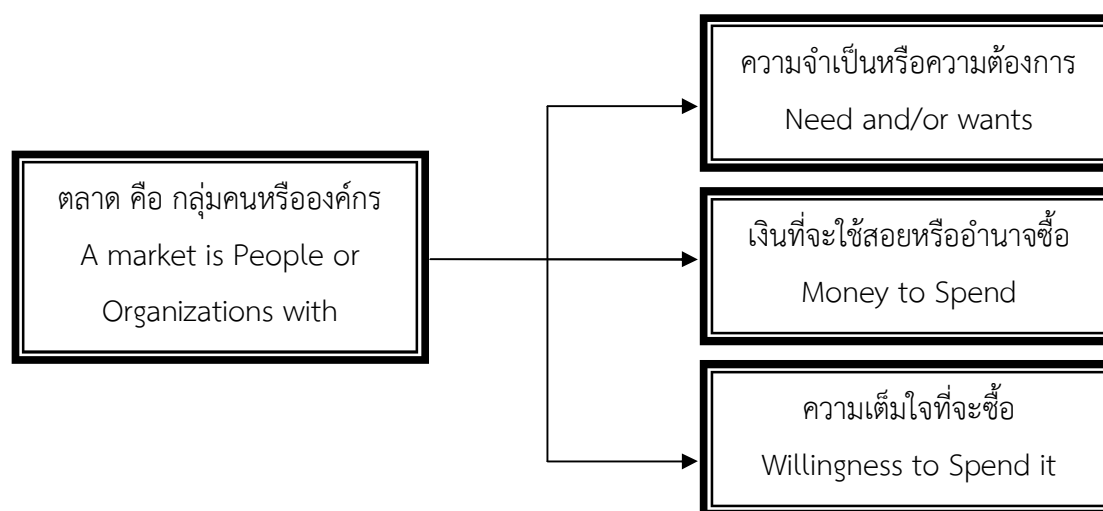 ตลาด คือ กลุ่มคนหรือองค์กร
A market is People or
Organizations with
ความจำเป็นหรือความต้องการ
Need and/or wants
เงินที่จะใช้สอยหรืออำนาจซื้อ
Money to Spend
ความเต็มใจที่จะซื้อ
Willingness to Spend it